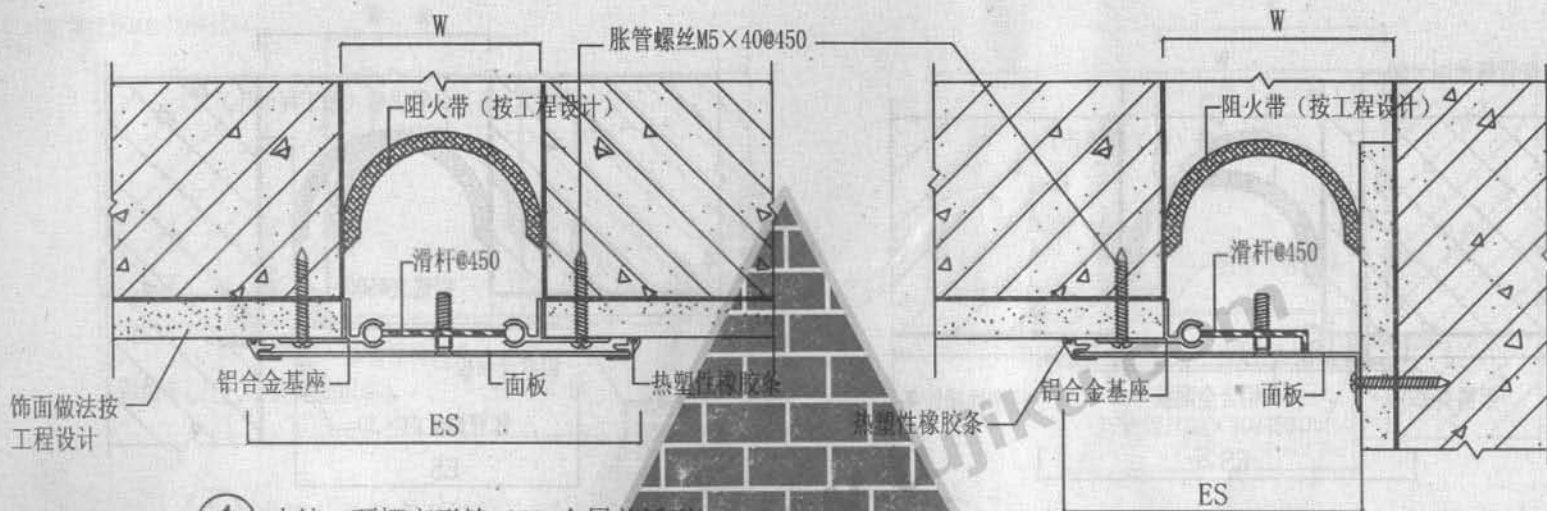 W
胀管螺丝M5×40@450
W
阻火带（按工程设计）
阻火带（按工程设计）
滑杆@450
滑杆@450
铝合金基座
面板
热塑性橡胶条
铝合金基座
面板
热塑性橡胶条
饰面做法按
工程设计
ES
ES
ujiku.com